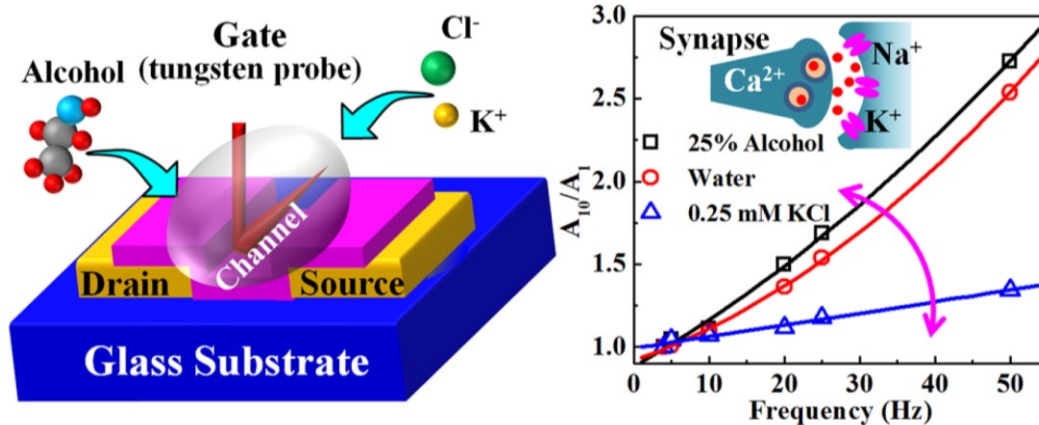 Gate
(tungsten probe)
Alcohol
Cl⁻
K⁺
Channel
Drain
Source
Glass Substrate
3.0
2.5
2.0
1.5
1.0
A₁₀/A₁
Synapse
Ca²⁺
Na⁺
K⁺
25% Alcohol
Water
0.25 mM KCl
0 10 20 30 40 50
Frequency (Hz)